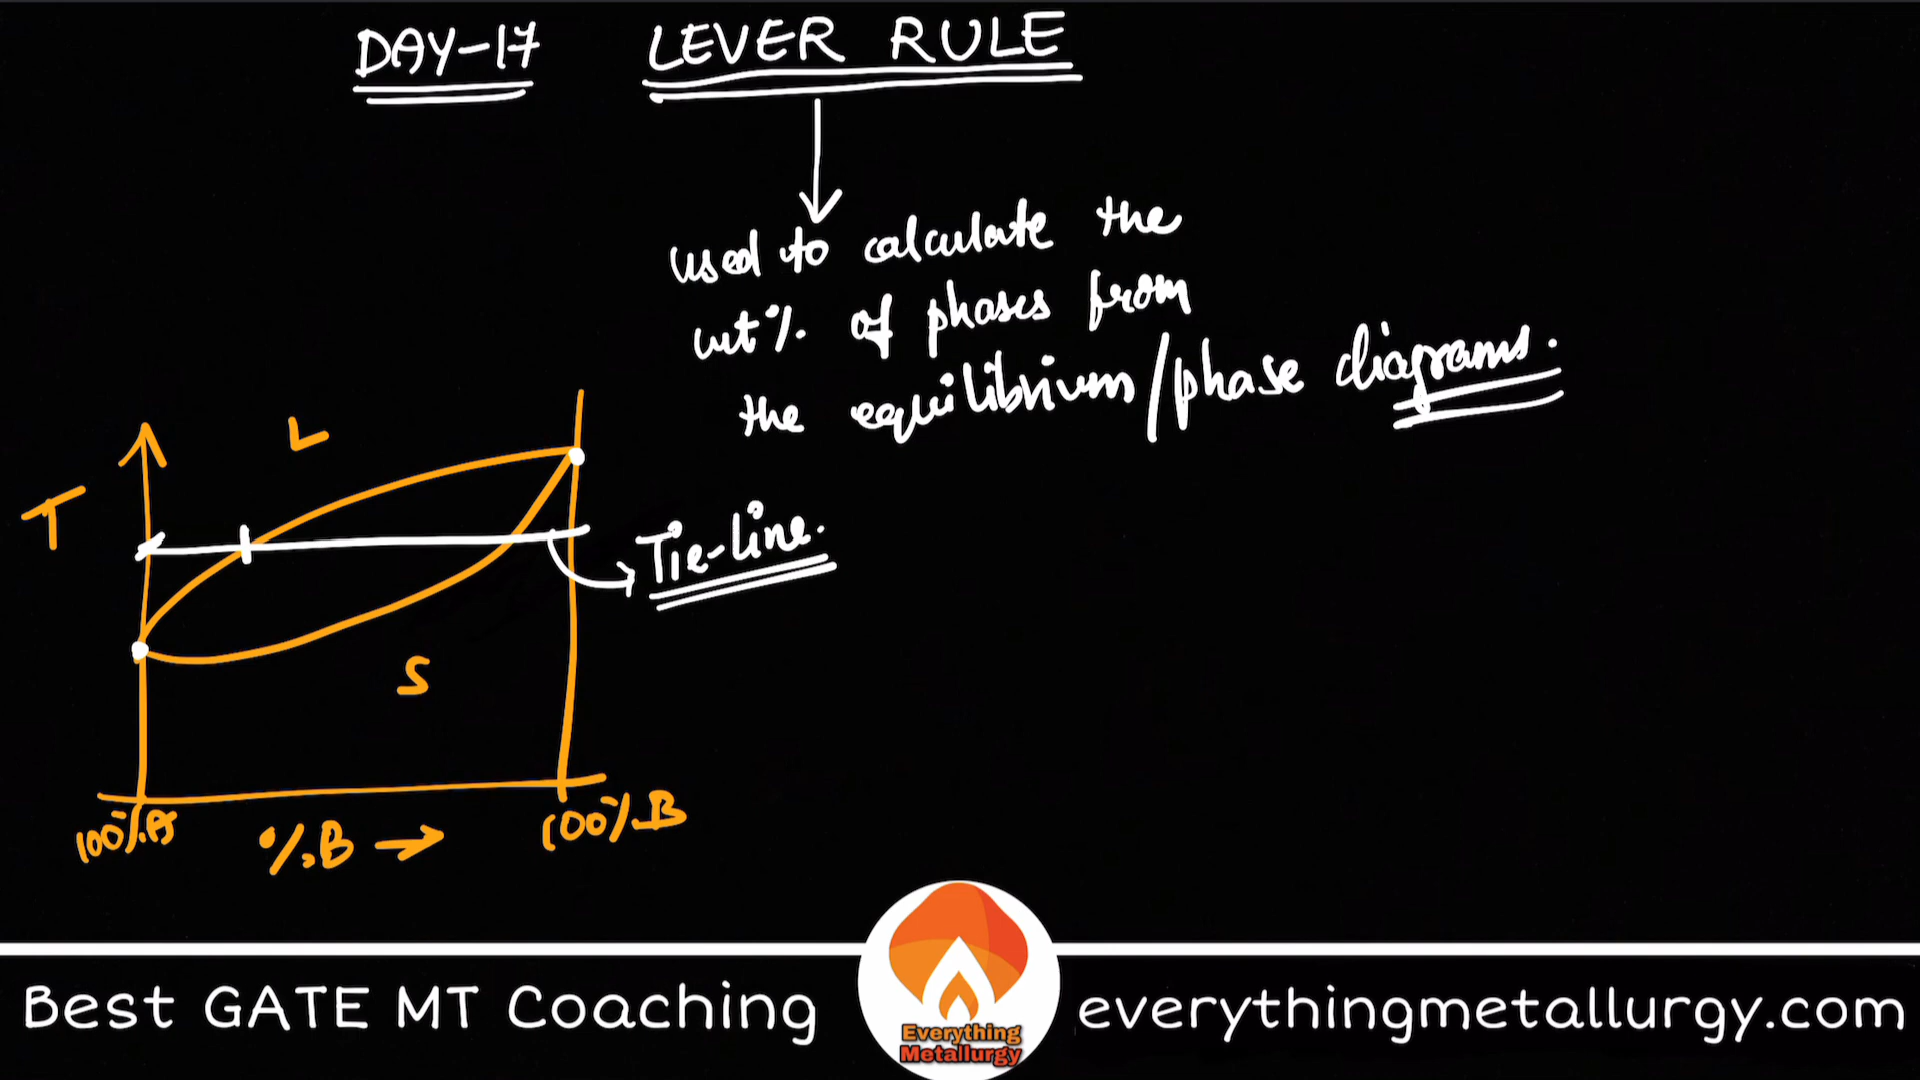 DAY-17 LEVER RULE
used to calculate the
wt% of phases from
the equilibrium/phase diagrams.
L
T
Tie-line.
S
100%A
%B →
100%B
Best GATE MT Coaching
Everything
Metallurgy
everythingmetallurgy.com